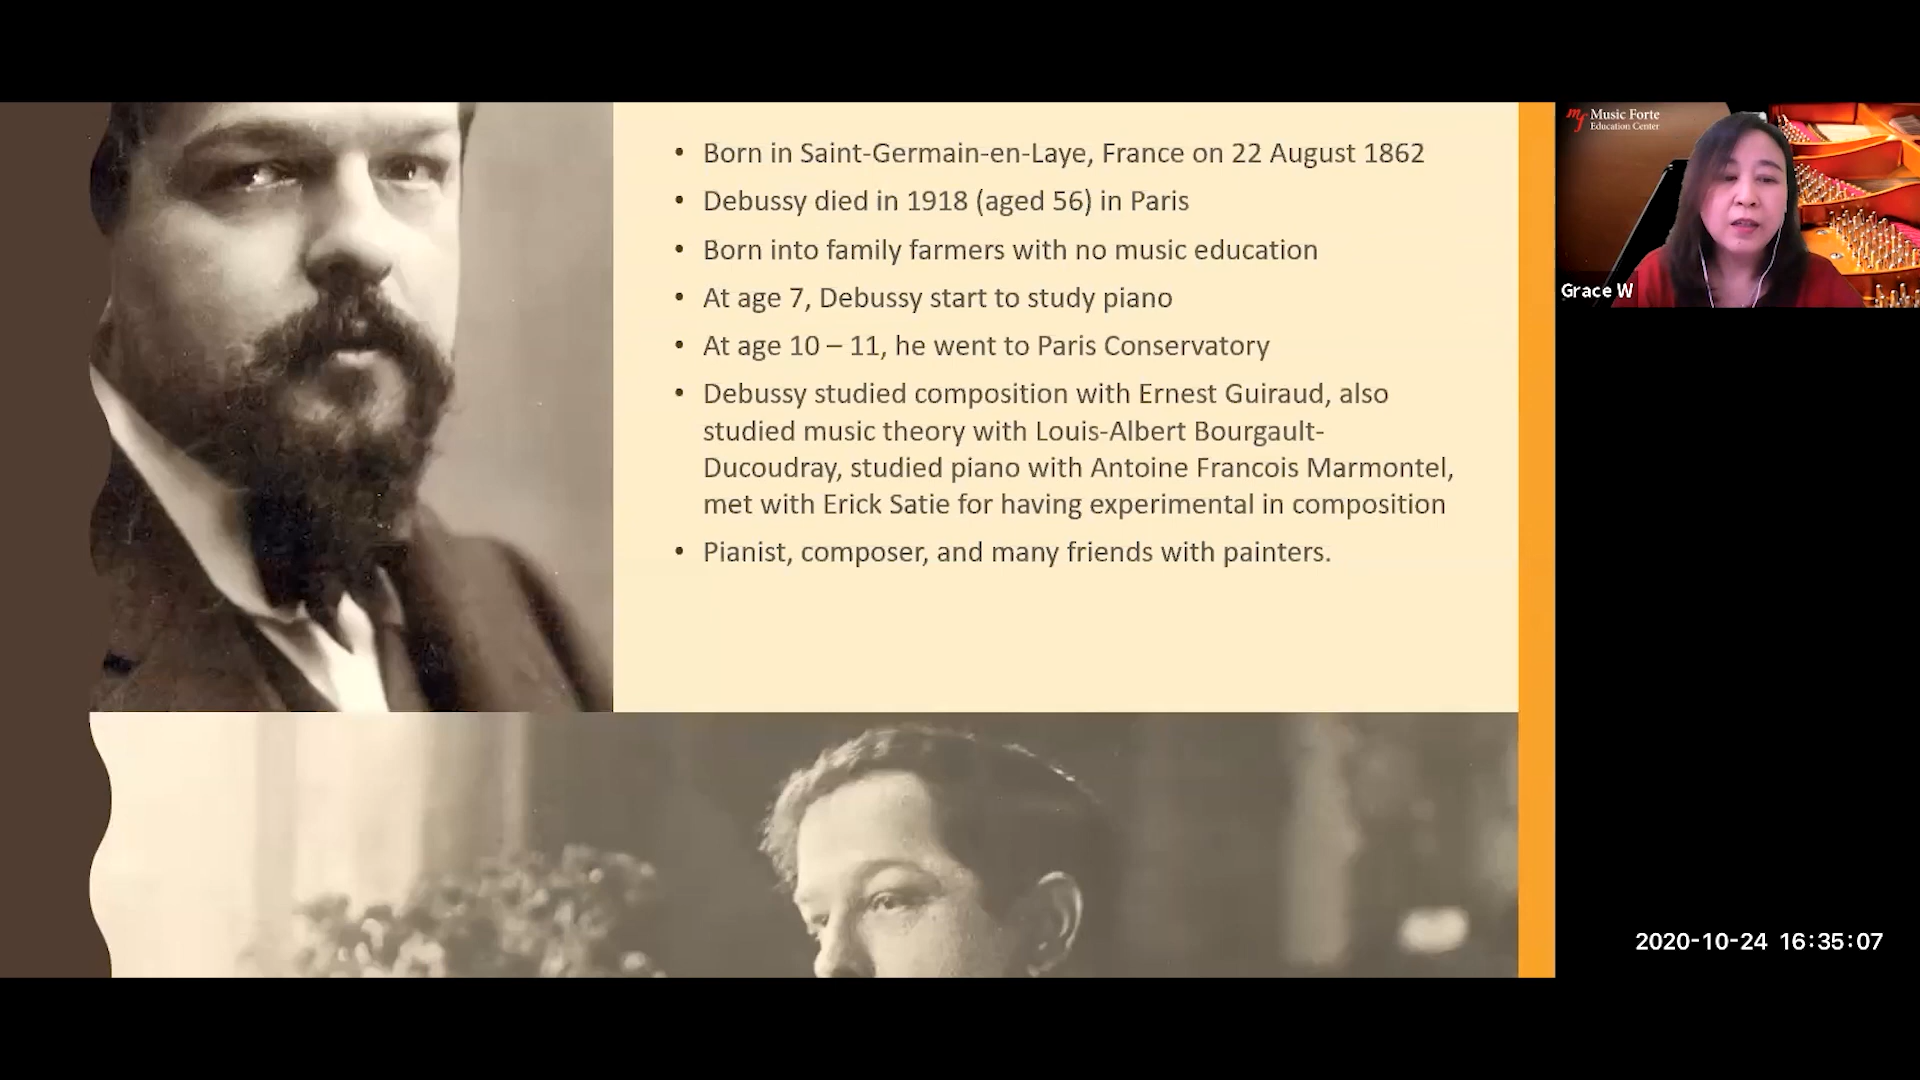 • Born in Saint-Germain-en-Laye, France on 22 August 1862
• Debussy died in 1918 (aged 56) in Paris
• Born into family farmers with no music education
• At age 7, Debussy start to study piano
• At age 10 – 11, he went to Paris Conservatory
• Debussy studied composition with Ernest Guiraud, also
studied music theory with Louis-Albert Bourgault-
Ducoudray, studied piano with Antoine Francois Marmontel,
met with Erick Satie for having experimental in composition
• Pianist, composer, and many friends with painters.
mf Music Forte
Education Center
Grace W
2020-10-24 16:35:07